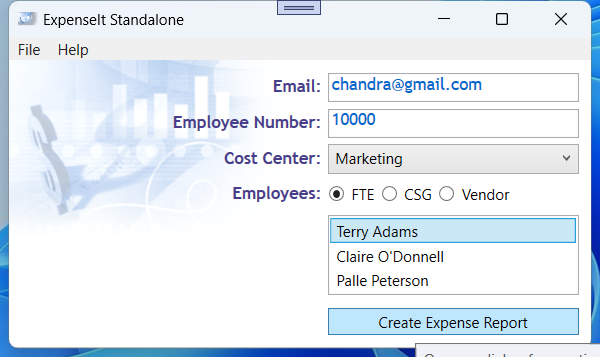 ExpenseIt Standalone
File Help
Email: chandra@gmail.com
Employee Number: 10000
Cost Center: Marketing
Employees: FTE CSG Vendor
Terry Adams
Claire O'Donnell
Palle Peterson
Create Expense Report